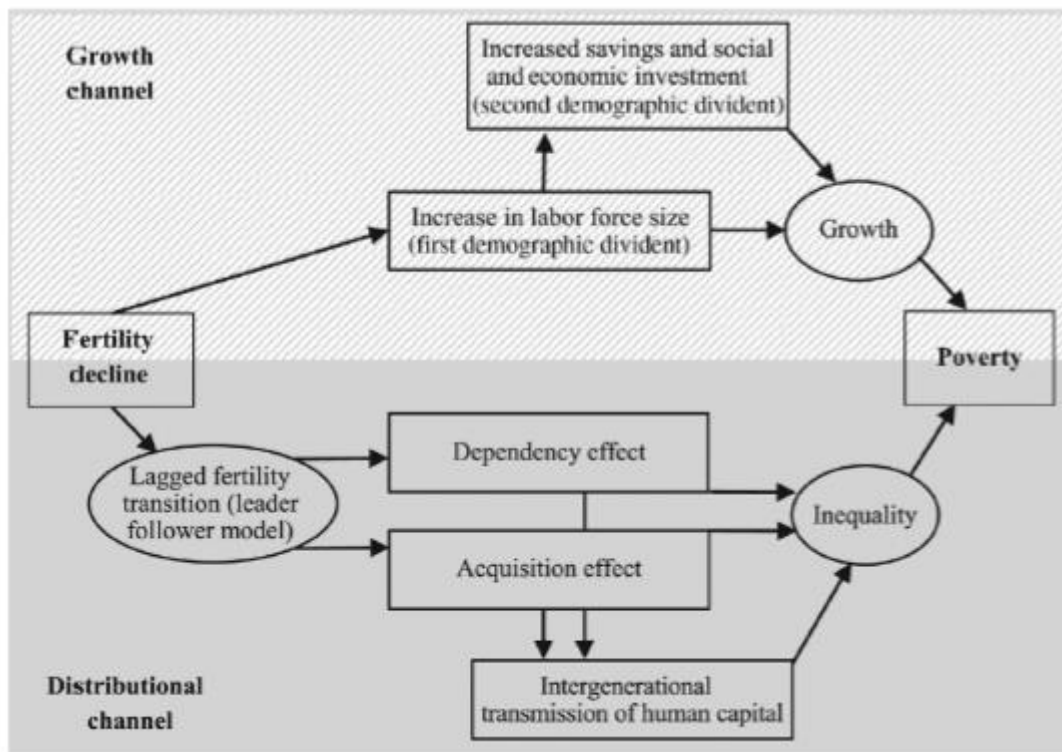 Growth
channel
Increased savings and social
and economic investment
(second demographic divident)
Increase in labor force size
(first demographic divident)
Growth
Fertility
decline
Poverty
Lagged fertility
transition (leader
follower model)
Dependency effect
Inequality
Acquisition effect
Distributional
channel
Intergenerational
transmission of human capital